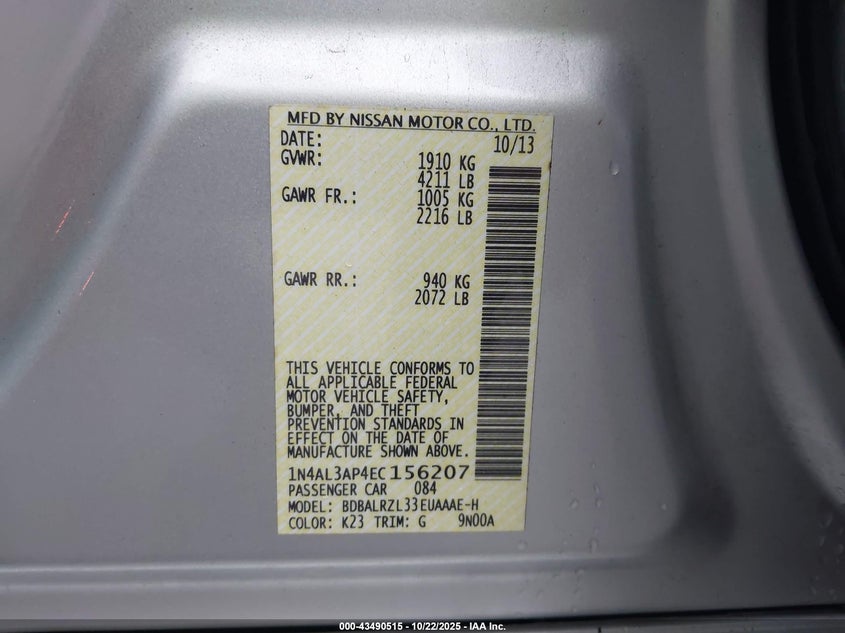 MFD BY NISSAN MOTOR CO., LTD.
DATE: 10/13
GVWR: 1910 KG
4211 LB
GAWR FR.: 1005 KG
2216 LB
GAWR RR.: 940 KG
2072 LB
THIS VEHICLE CONFORMS TO
ALL APPLICABLE FEDERAL
MOTOR VEHICLE SAFETY,
BUMPER, AND THEFT
PREVENTION STANDARDS IN
EFFECT ON THE DATE OF
MANUFACTURE SHOWN ABOVE.
1N4AL3AP4EC156207
PASSENGER CAR 084
MODEL: BDBALRZL33EUAAAE-H
COLOR: K23 TRIM: G 9N00A
000-43490515 - 10/22/2025 - IAA Inc.